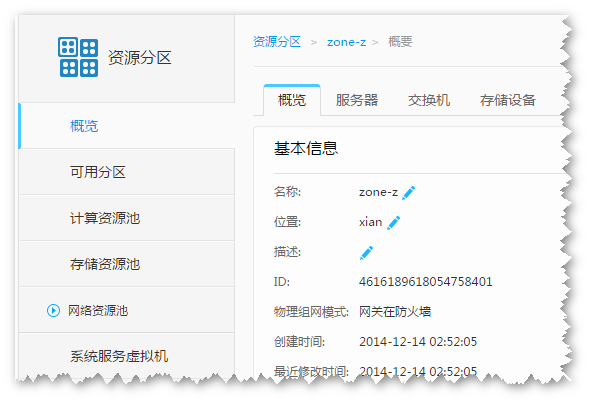 资源分区
概览
可用分区
计算资源池
存储资源池
网络资源池
系统服务虚拟机
资源分区 > zone-z > 概要
概览 服务器 交换机 存储设备
基本信息
名称: zone-z
位置: xian
描述:
ID: 4616189618054758401
物理组网模式: 网关在防火墙
创建时间: 2014-12-14 02:52:05
最近修改时间: 2014-12-14 02:52:05